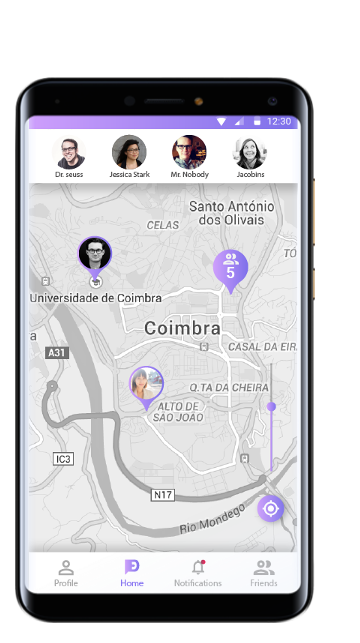 12:30
Dr. seuss
Jessica Stark
Mr. Nobody
Jacobins
Santo António
dos Olivais
CELAS
TÓ
5
Universidade de Coimbra
Coimbra
a
A31
CASAL DA EIR
Q.TA DA CHEIRA
ALTO DE
SÃO JOÃO
IC3
N17
Rio Mondego
Profile
Home
Notifications
Friends